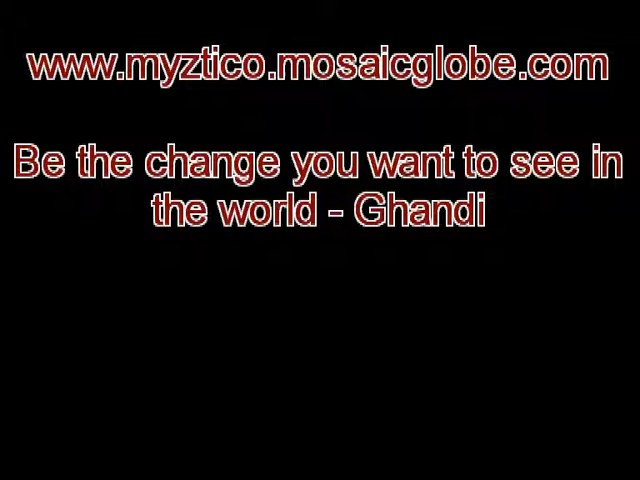 www.myztico.mosaicglobe.com
Be the change you want to see in
the world - Ghandi